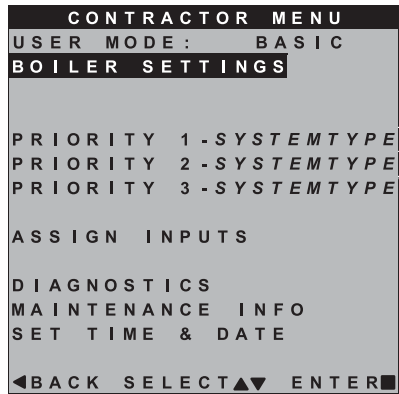 CONTRACTOR MENU
USER MODE: BASIC
BOILER SETTINGS
PRIORITY 1-SYSTEMTYPE
PRIORITY 2-SYSTEMTYPE
PRIORITY 3-SYSTEMTYPE
ASSIGN INPUTS
DIAGNOSTICS
MAINTENANCE INFO
SET TIME & DATE
◀BACK SELECT▲▼ ENTER■